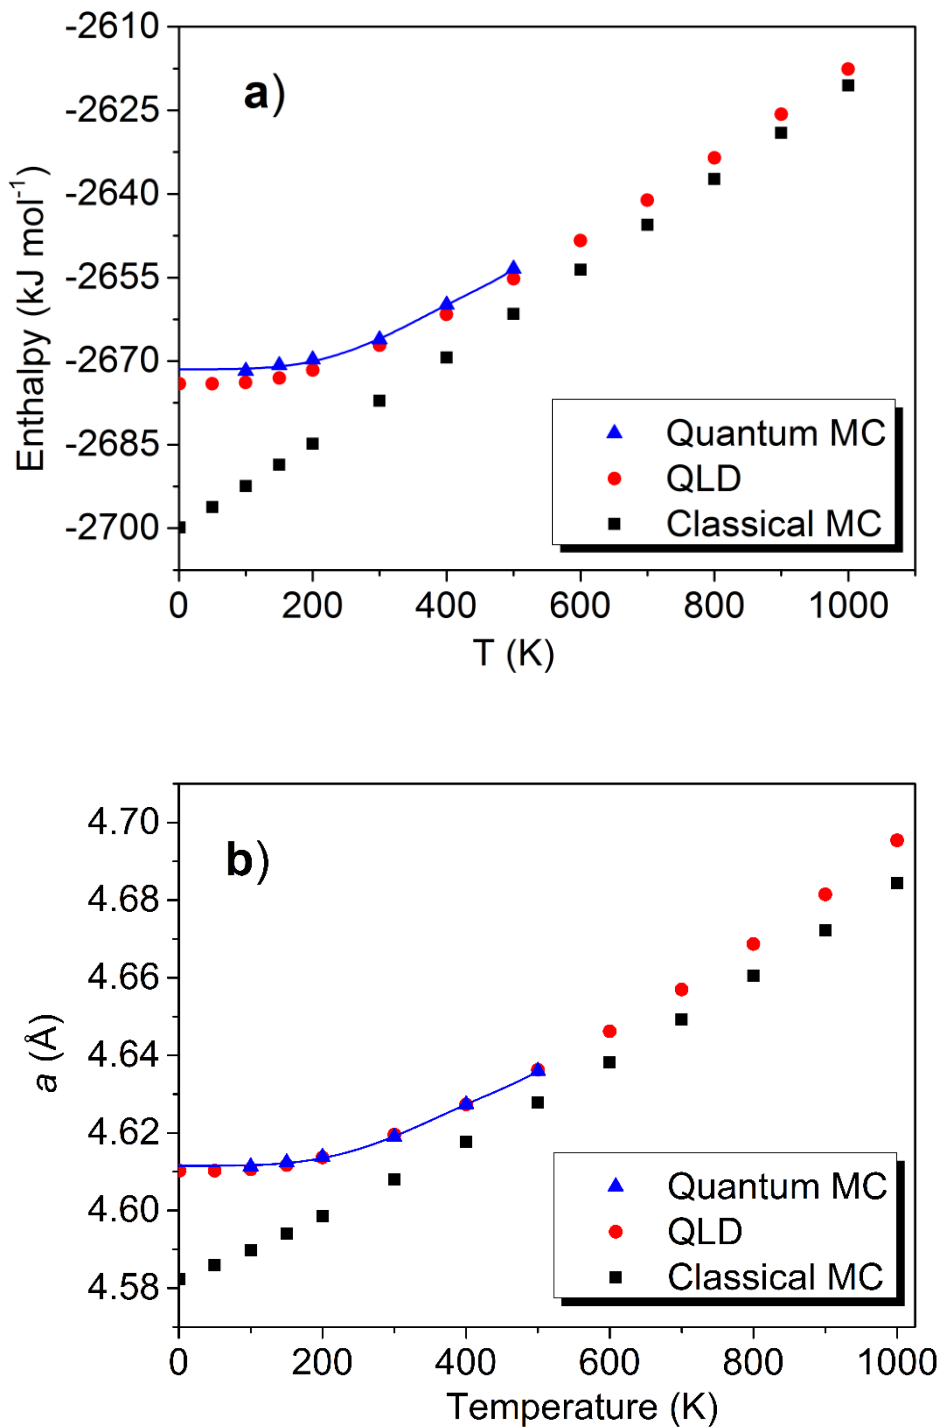 a)
Enthalpy (kJ mol⁻¹)
-2610
-2625
-2640
-2655
-2670
-2685
-2700
Quantum MC
QLD
Classical MC
0 200 400 600 800 1000
T (K)
b)
a (Å)
4.70
4.68
4.66
4.64
4.62
4.60
4.58
Quantum MC
QLD
Classical MC
0 200 400 600 800 1000
Temperature (K)